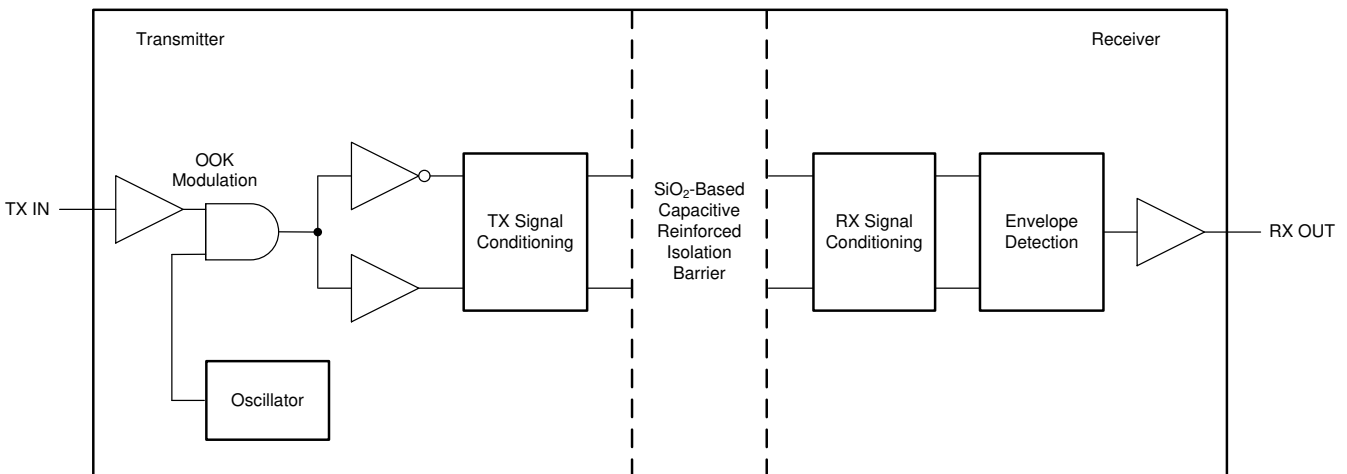 Transmitter
Receiver
OOK
Modulation
TX IN
TX Signal
Conditioning
SiO₂-Based
Capacitive
Reinforced
Isolation
Barrier
RX Signal
Conditioning
Envelope
Detection
RX OUT
Oscillator